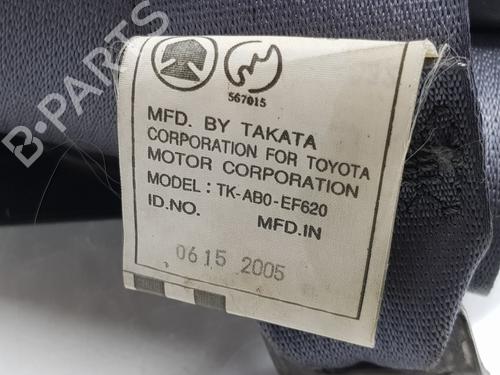 567015
MFD. BY TAKATA
CORPORATION FOR TOYOTA
MOTOR CORPORATION
MODEL : TK-AB0-EF620
ID.NO. MFD.IN
0615 2005
B-PARTS